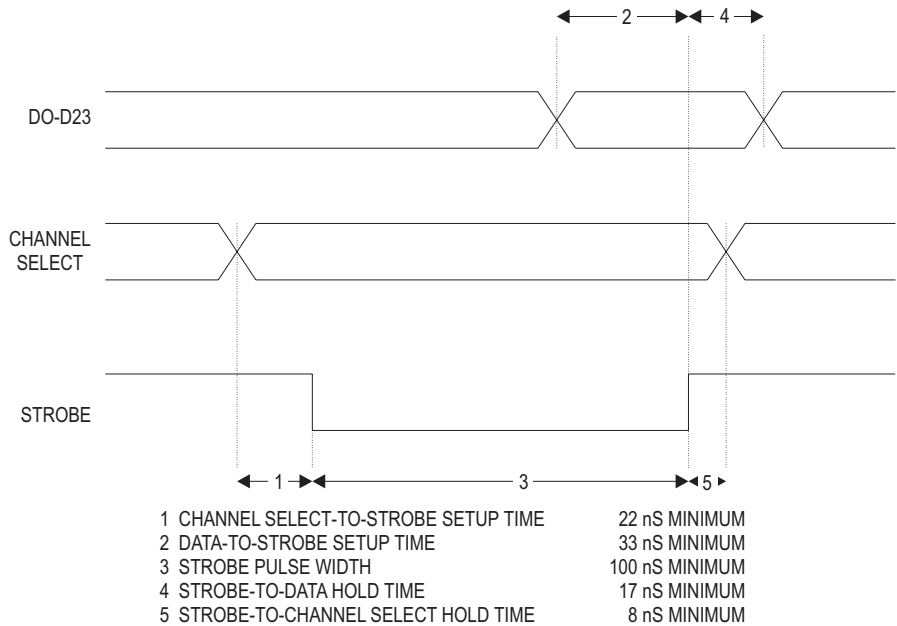 2
4
DO-D23
CHANNEL
SELECT
STROBE
1
3
5
1 CHANNEL SELECT-TO-STROBE SETUP TIME 22 nS MINIMUM
2 DATA-TO-STROBE SETUP TIME 33 nS MINIMUM
3 STROBE PULSE WIDTH 100 nS MINIMUM
4 STROBE-TO-DATA HOLD TIME 17 nS MINIMUM
5 STROBE-TO-CHANNEL SELECT HOLD TIME 8 nS MINIMUM